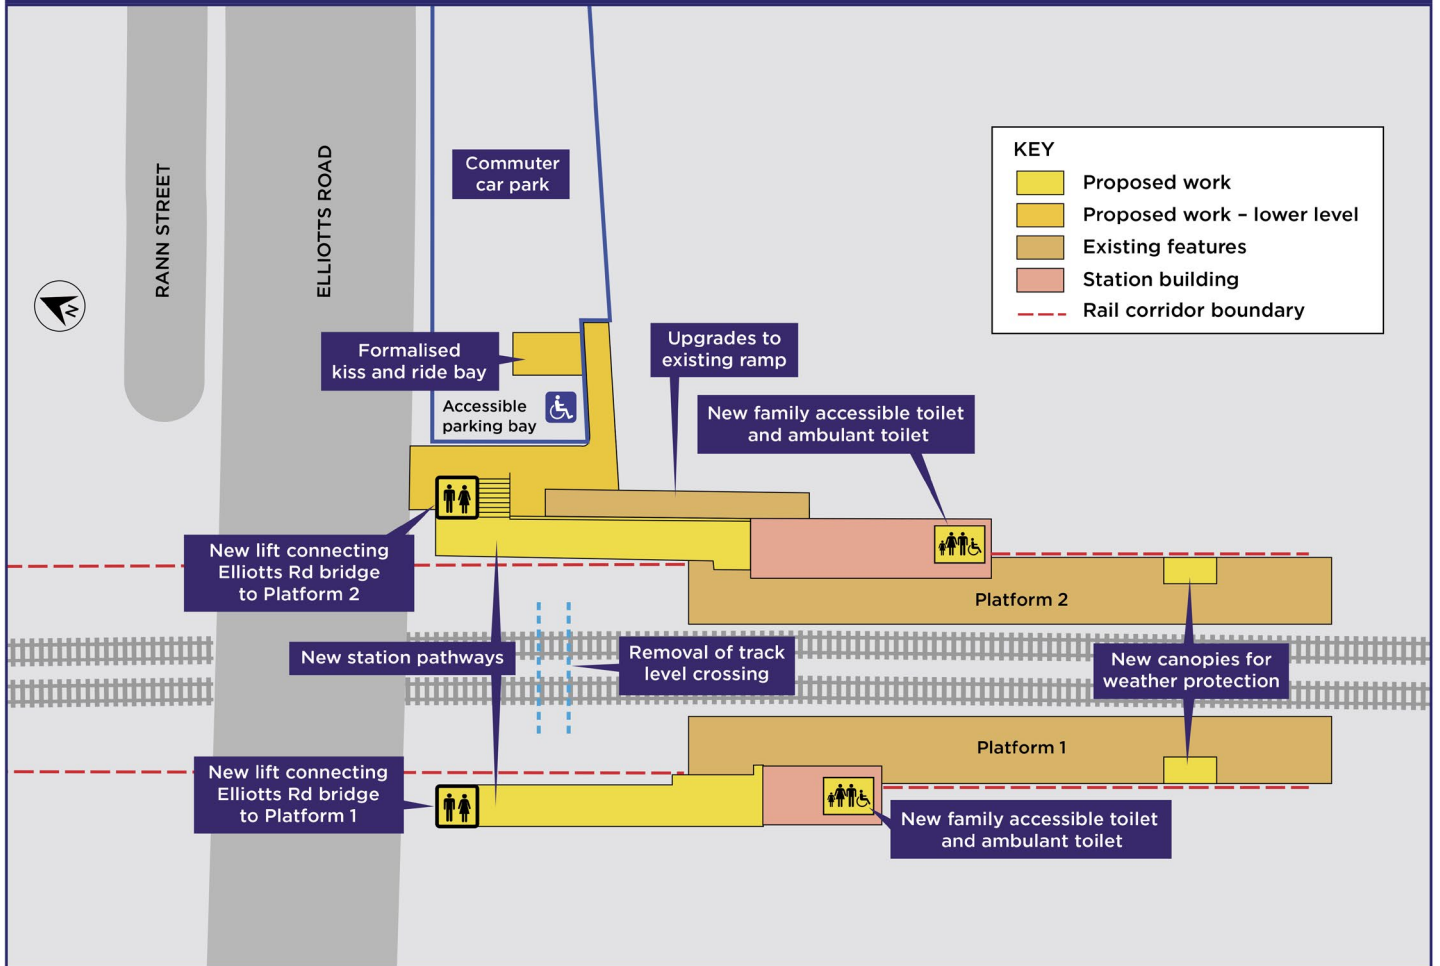 RANN STREET
ELLIOTTS ROAD
Commuter
car park
KEY
Proposed work
Proposed work – lower level
Existing features
Station building
Rail corridor boundary
N
Formalised
kiss and ride bay
Upgrades to
existing ramp
Accessible
parking bay
New family accessible toilet
and ambulant toilet
New lift connecting
Elliotts Rd bridge
to Platform 2
Platform 2
New station pathways
Removal of track
level crossing
New canopies for
weather protection
Platform 1
New lift connecting
Elliotts Rd bridge
to Platform 1
New family accessible toilet
and ambulant toilet